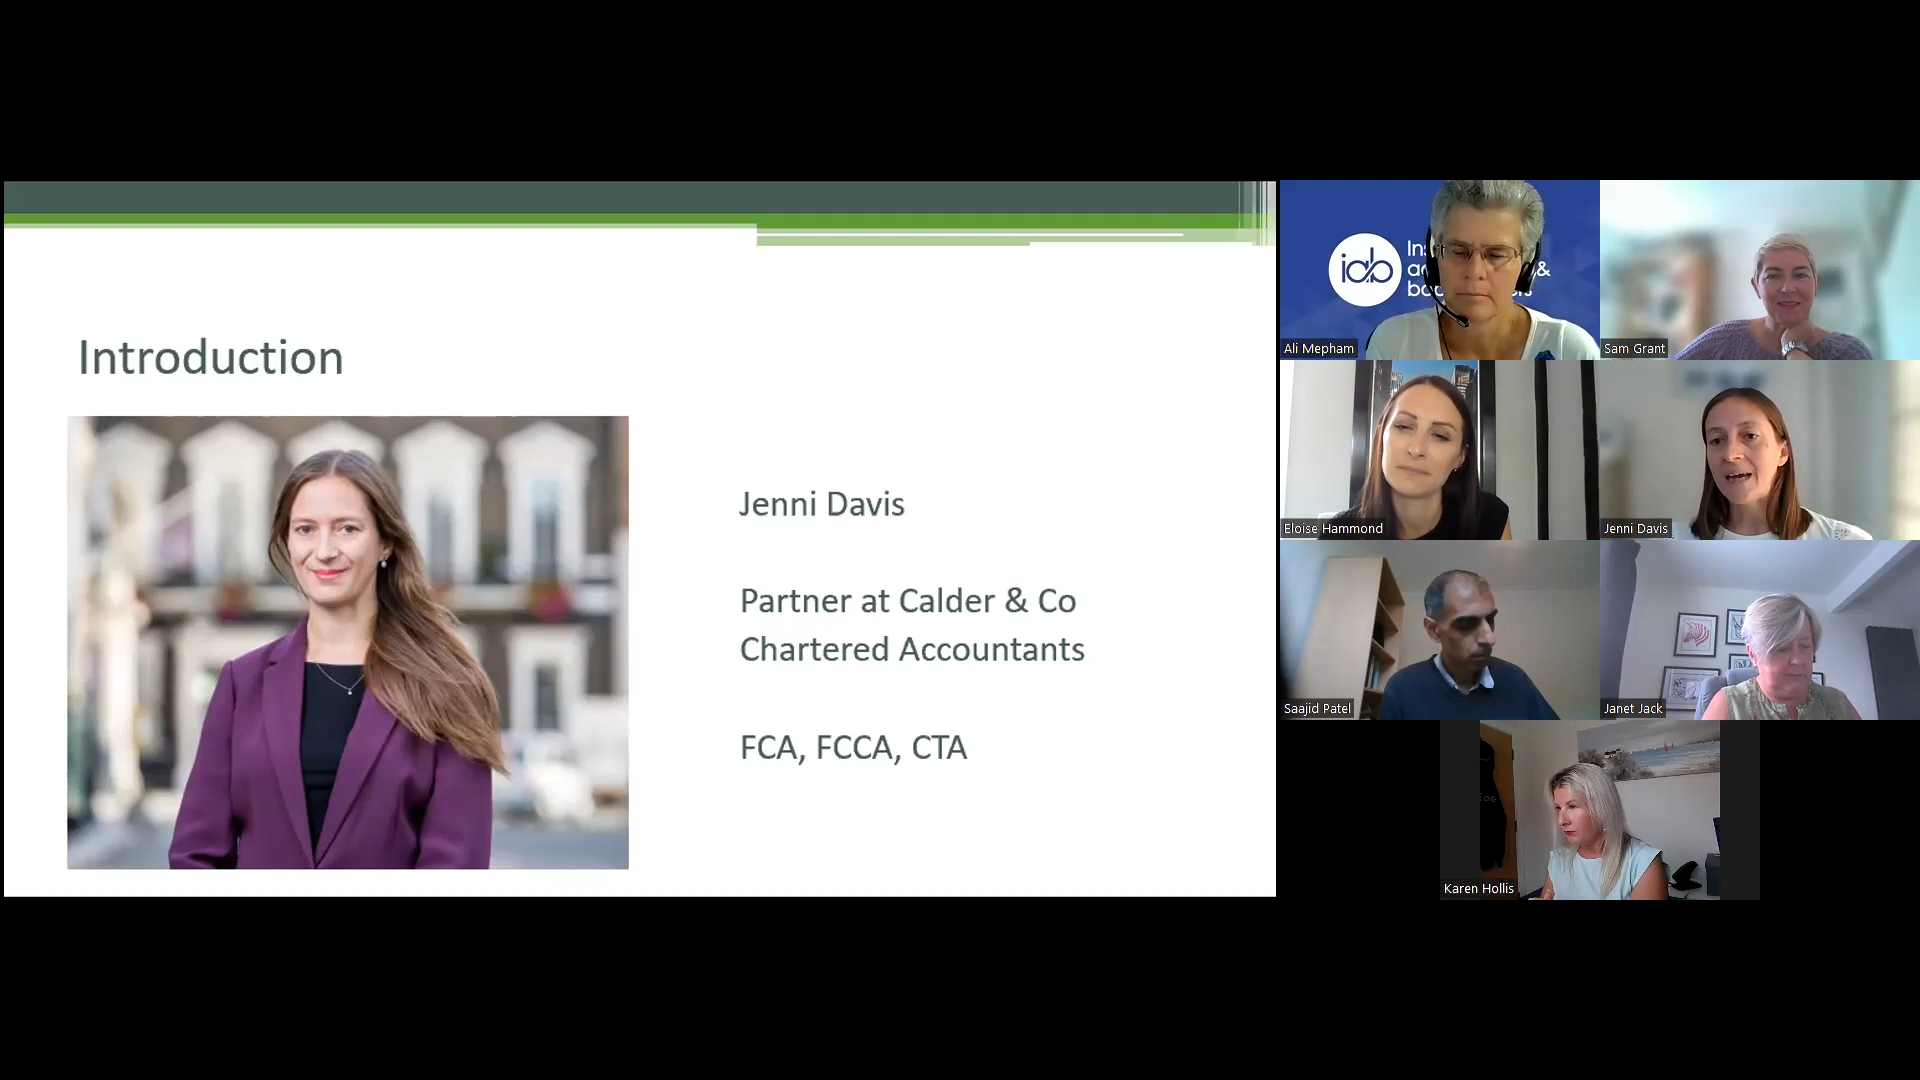 Introduction
Jenni Davis
Partner at Calder & Co
Chartered Accountants
FCA, FCCA, CTA
iab
&
Ali Mepham
Sam Grant
Eloise Hammond
Jenni Davis
Saajid Patel
Janet Jack
Karen Hollis